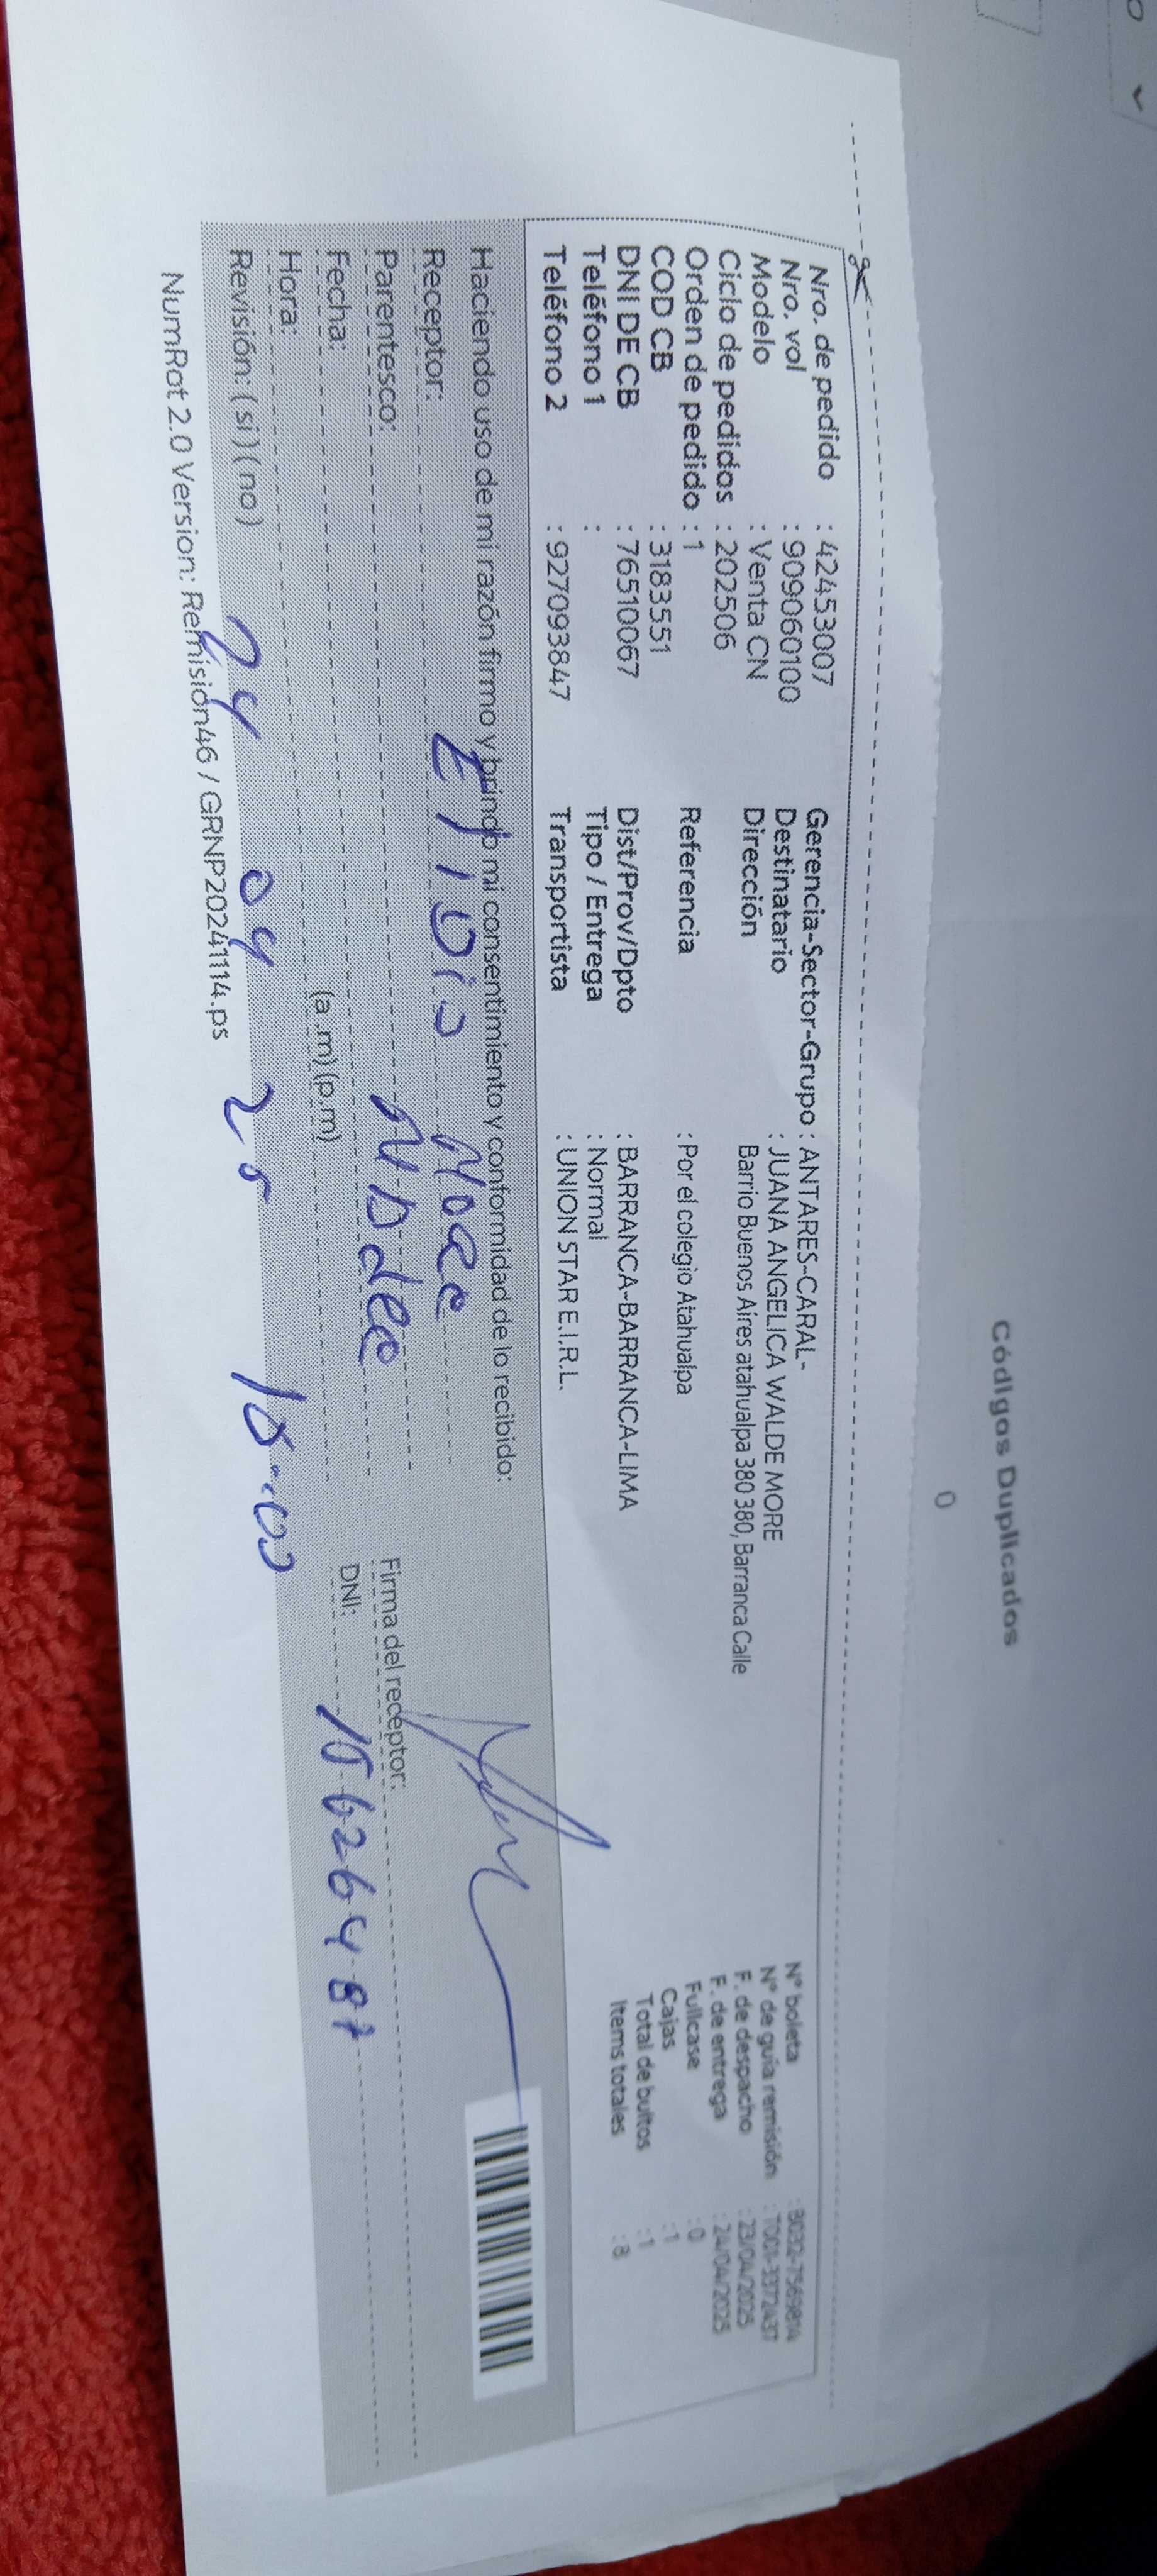 Códigos Duplicados
0
Nro. de pedido : 42453007
Nro. vol : 909060100
Modelo : Venta CN
Ciclo de pedidos : 202506
Orden de pedido : 1
COD CB : 3183551
DNI DE CB : 76510067
Teléfono 1 :
Teléfono 2 : 927093847
Gerencia-Sector-Grupo : ANTARES-CARAL-
Destinatario : JUANA ANGELICA WALDE MORE
Dirección Barrio Buenos Aires atahualpa 380 380, Barranca Calle
Referencia : Por el colegio Atahualpa
Dist/Prov/Dpto : BARRANCA-BARRANCA-LIMA
Tipo / Entrega : Normal
Transportista : UNION STAR E.I.R.L.
Nº boleta
Nº de guía remisión : T001-3372437
F. de despacho : 23/04/2025
F. de entrega : 24/04/2025
Fullcase : 0
Cajas : 1
Total de bultos : 1
Items totales : 8
Haciendo uso de mi razón firmo y brindo mi consentimiento y conformidad de lo recibido:
Receptor:
Parentesco:
Fecha: 24 04 25
Hora: (a.m) (p.m)
Revisión: ( si ) ( no )
Firma del receptor:
DNI:
NumRot 2.0 Version: Remisión46 / GRNP20241114.ps